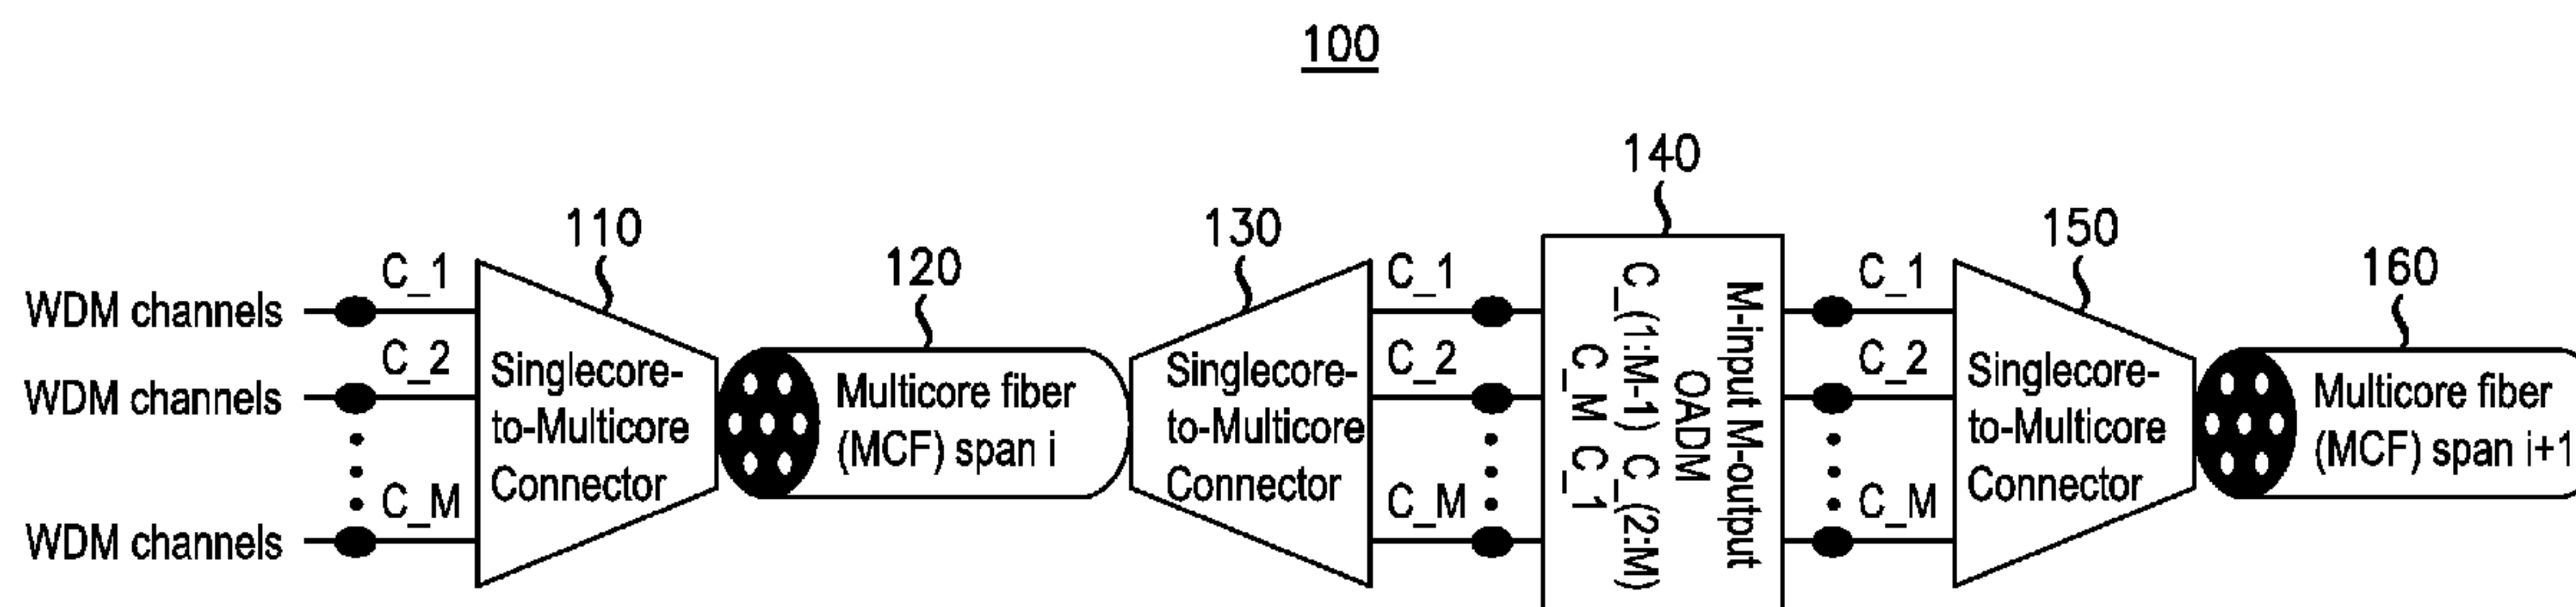 100
110
120
130
140
150
160
WDM channels
C_1
WDM channels
C_2
WDM channels
C_M
Singlecore-
to-Multicore
Connector
Multicore fiber
(MCF) span i
Singlecore-
to-Multicore
Connector
C_1
C_2
C_M
M-input M-output
OADM
C_(1:M-1) C_(2:M)
C_M C_1
C_1
C_2
C_M
Singlecore-
to-Multicore
Connector
Multicore fiber
(MCF) span i+1